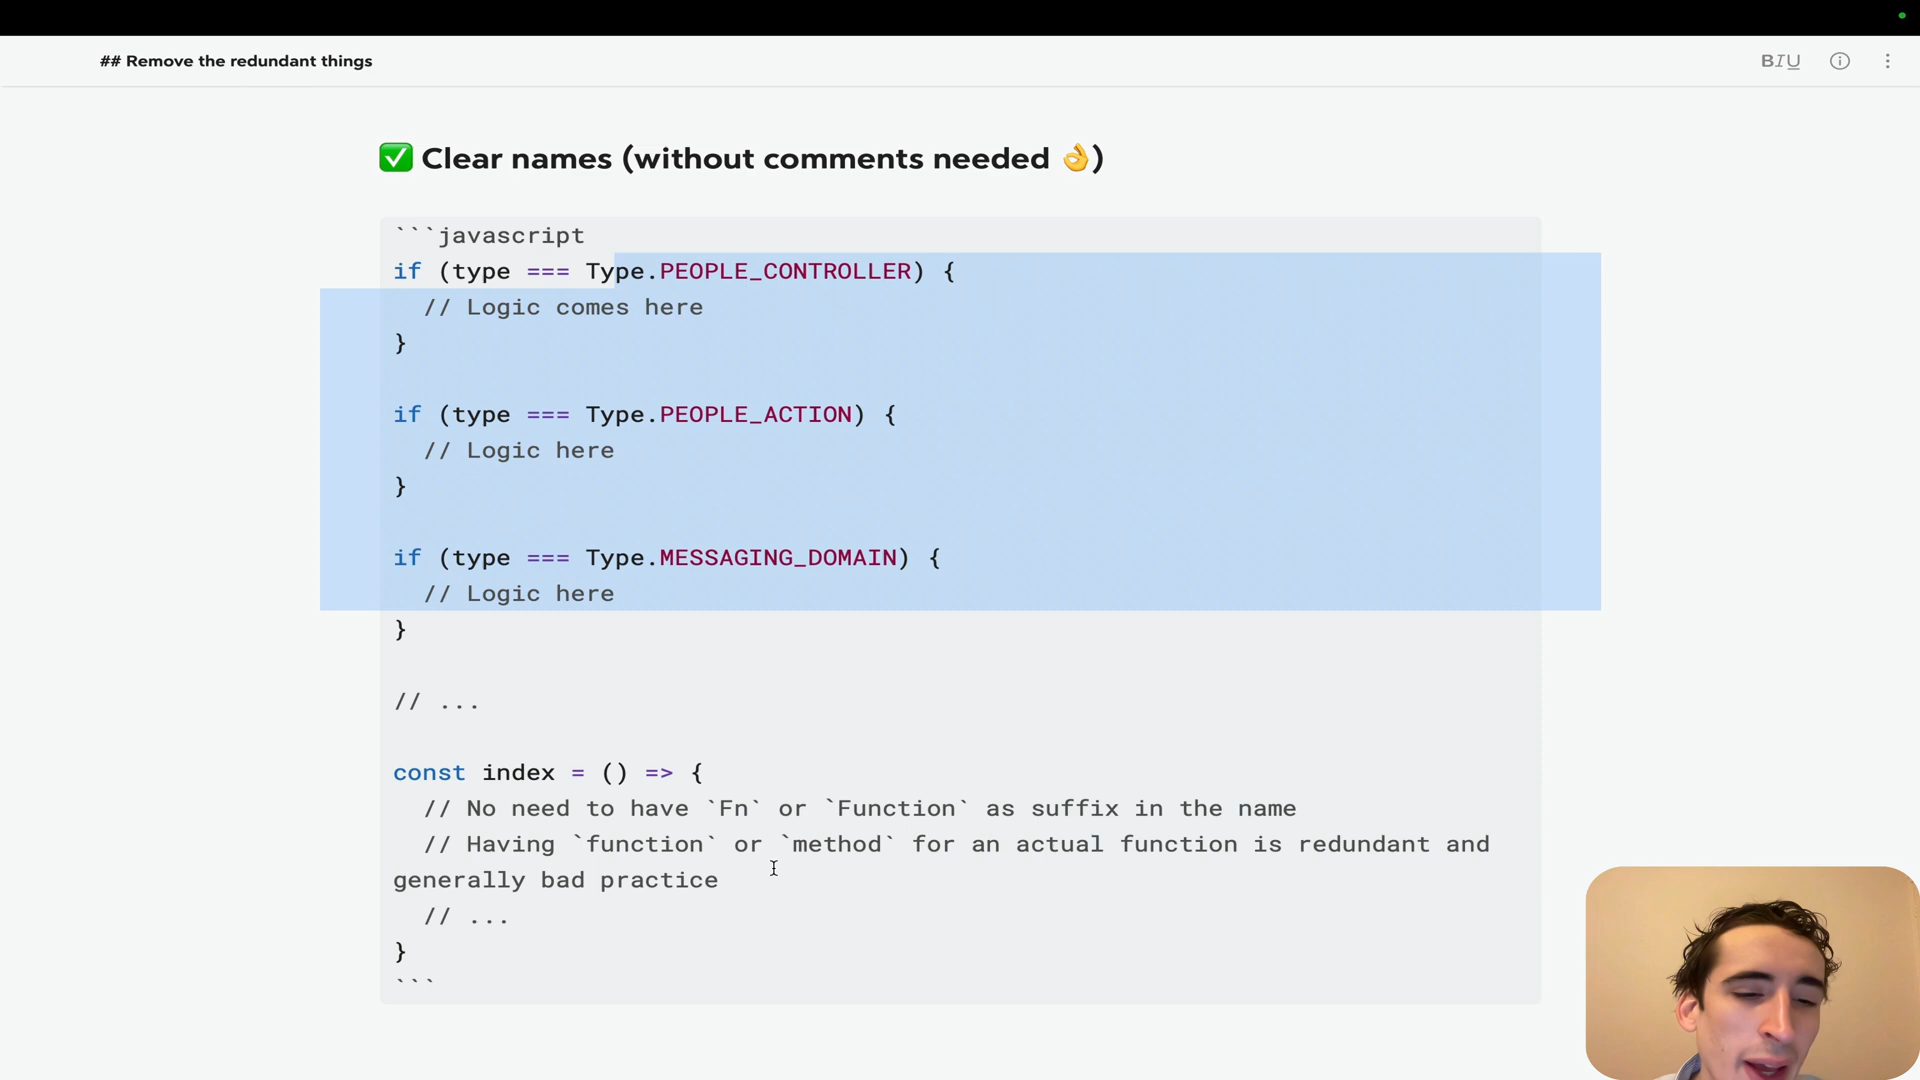 ## Remove the redundant things
BIU
✅ Clear names (without comments needed 👌)
```javascript
if (type === Type.PEOPLE_CONTROLLER) {
  // Logic comes here
}
if (type === Type.PEOPLE_ACTION) {
  // Logic here
}
if (type === Type.MESSAGING_DOMAIN) {
  // Logic here
}
// ...
const index = () => {
  // No need to have `Fn` or `Function` as suffix in the name
  // Having `function` or `method` for an actual function is redundant and
generally bad practice
  // ...
}
```